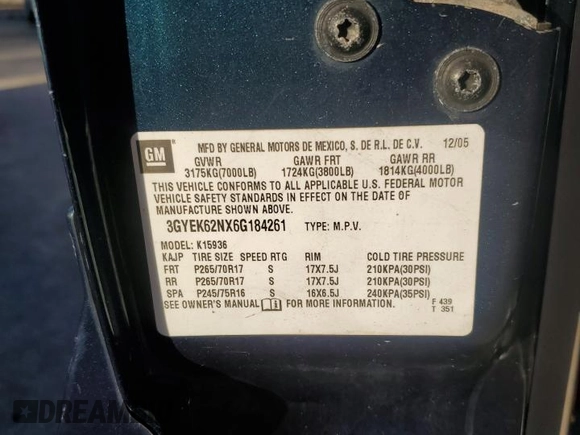 GM
MFD BY GENERAL MOTORS DE MEXICO, S. DE R.L. DE C.V. 12/05
GVWR GAWR FRT GAWR RR
3175KG(7000LB) 1724KG(3800LB) 1814KG(4000LB)
THIS VEHICLE CONFORMS TO ALL APPLICABLE U.S. FEDERAL MOTOR
VEHICLE SAFETY STANDARDS IN EFFECT ON THE DATE OF
MANUFACTURE SHOWN ABOVE.
3GYEK62NX6G184261 TYPE: M.P.V.
MODEL: K15936
KAJP TIRE SIZE SPEED RTG RIM COLD TIRE PRESSURE
FRT P265/70R17 S 17X7.5J 210KPA(30PSI)
RR P265/70R17 S 17X7.5J 210KPA(30PSI)
SPA P245/75R16 S 16X6.5J 240KPA(35PSI)
SEE OWNER'S MANUAL FOR MORE INFORMATION.
F 439
T 351